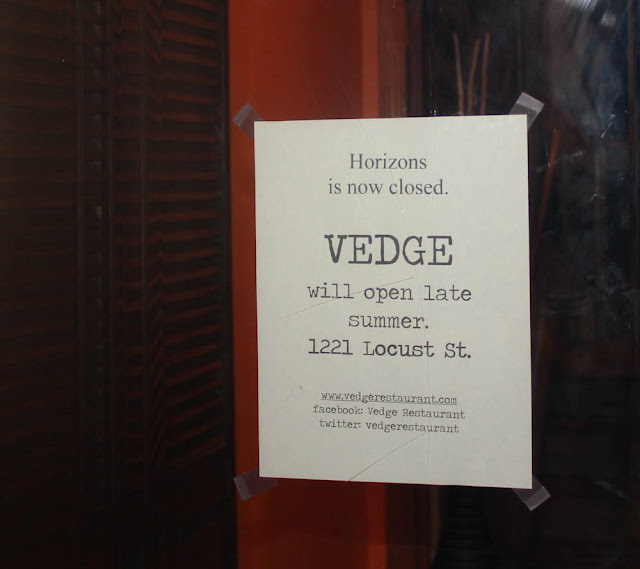 Horizons
is now closed.
VEDGE
will open late
summer.
1221 Locust St.
www.vedgerestaurant.com
facebook: Vedge Restaurant
twitter: vedgerestaurant